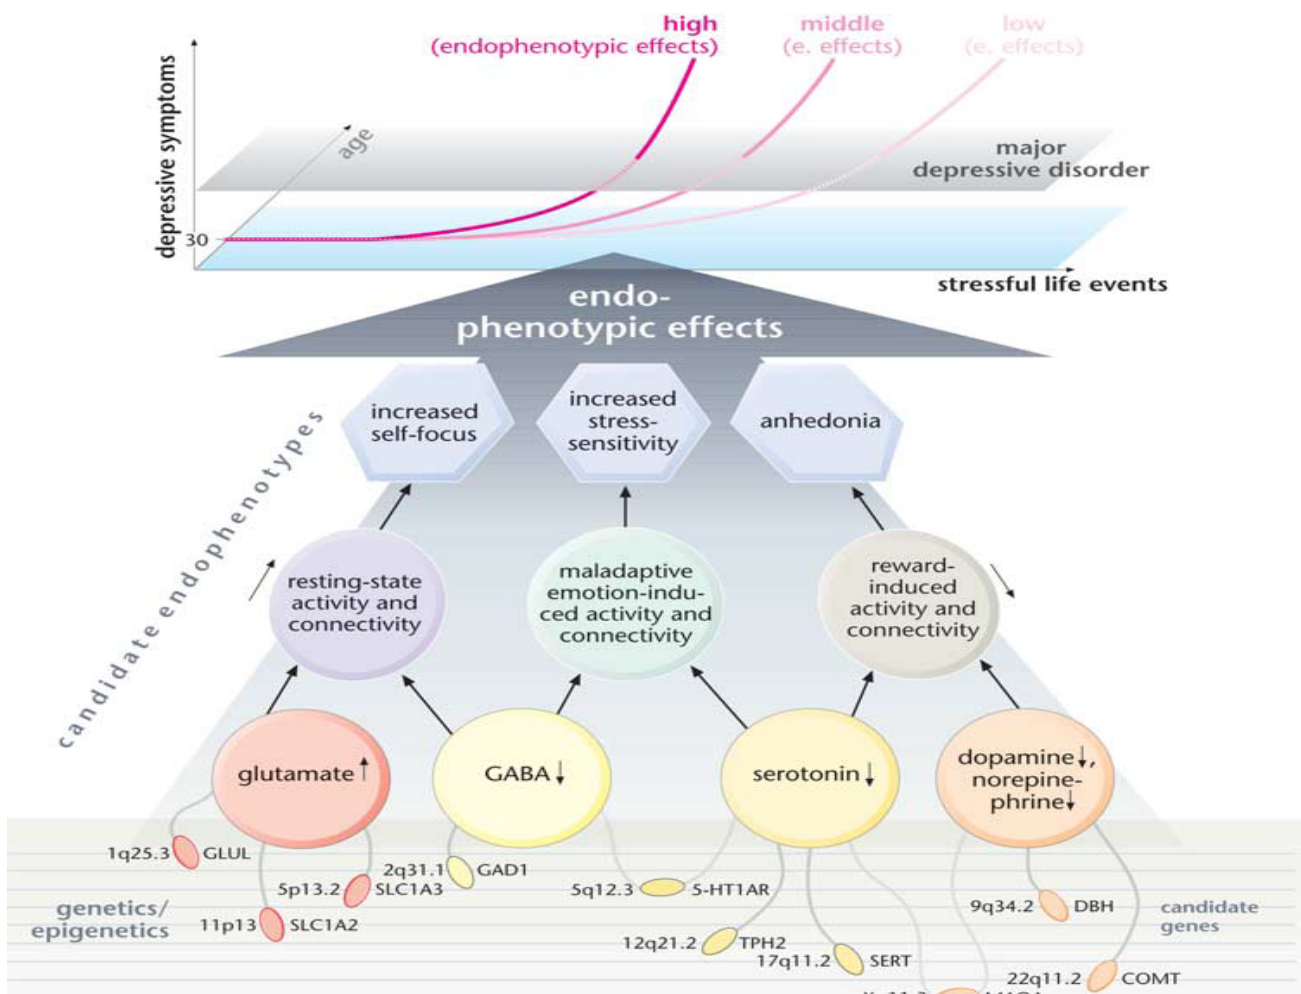 high
(endophenotypic effects)
middle
(e. effects)
low
(e. effects)
depressive symptoms
age
major
depressive disorder
30
stressful life events
endo-
phenotypic effects
candidate endophenotypes
increased
self-focus
increased
stress-
sensitivity
anhedonia
resting-state
activity and
connectivity
maladaptive
emotion-indu-
ced activity and
connectivity
reward-
induced
activity and
connectivity
glutamate↑
GABA↓
serotonin↓
dopamine↓,
norepine-
phrine↓
1q25.3 GLUL
5p13.2 SLC1A3
11p13 SLC1A2
2q31.1 GAD1
5q12.3 5-HT1AR
12q21.2 TPH2
17q11.2 SERT
9q34.2 DBH
22q11.2 COMT
genetics/
epigenetics
candidate
genes